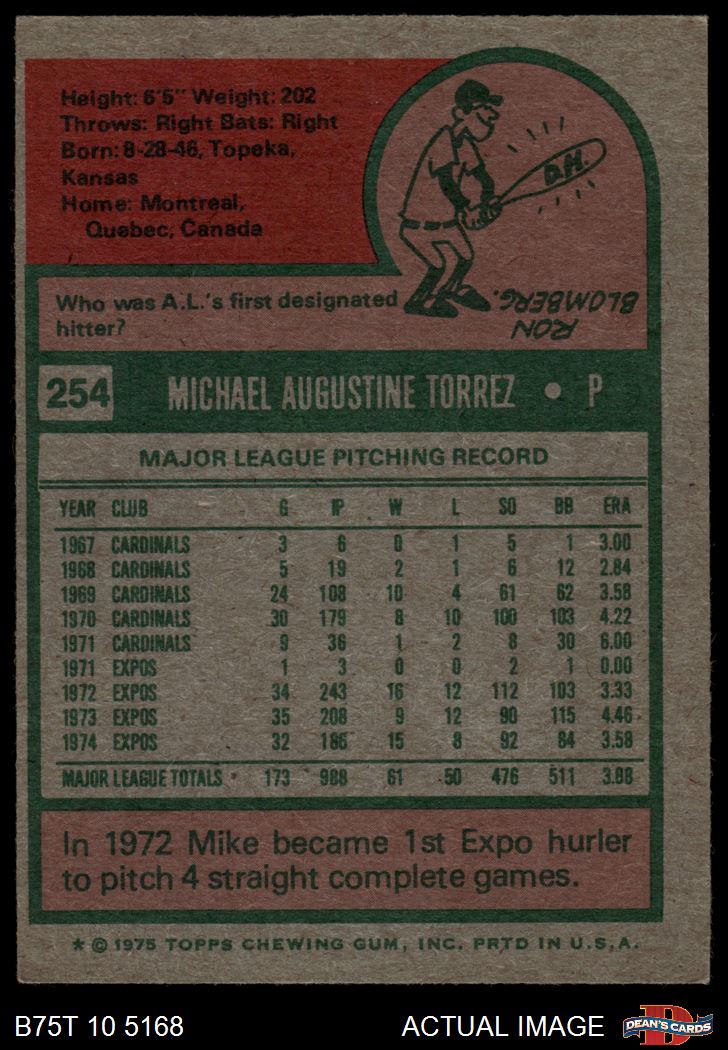 Height: 6'5" Weight: 202
Throws: Right Bats: Right
Born: 8-28-46, Topeka,
Kansas
Home: Montreal,
Quebec, Canada
D.H.
Who was A.L.'s first designated
hitter?
RON
BLOMBERG.
254 MICHAEL AUGUSTINE TORREZ • P
MAJOR LEAGUE PITCHING RECORD
YEAR CLUB G IP W L SO BB ERA
1967 CARDINALS 3 6 0 1 5 1 3.00
1968 CARDINALS 5 19 2 1 6 12 2.84
1969 CARDINALS 24 108 10 4 61 62 3.58
1970 CARDINALS 30 179 8 10 100 103 4.22
1971 CARDINALS 9 36 1 2 8 30 6.00
1971 EXPOS 1 3 0 0 2 1 0.00
1972 EXPOS 34 243 16 12 112 103 3.33
1973 EXPOS 35 208 9 12 90 115 4.46
1974 EXPOS 32 186 15 8 92 84 3.58
MAJOR LEAGUE TOTALS 173 988 61 50 476 511 3.88
In 1972 Mike became 1st Expo hurler
to pitch 4 straight complete games.
* © 1975 TOPPS CHEWING GUM, INC. PRTD IN U.S.A.
B75T 10 5168 ACTUAL IMAGE
D
DEAN'S CARDS